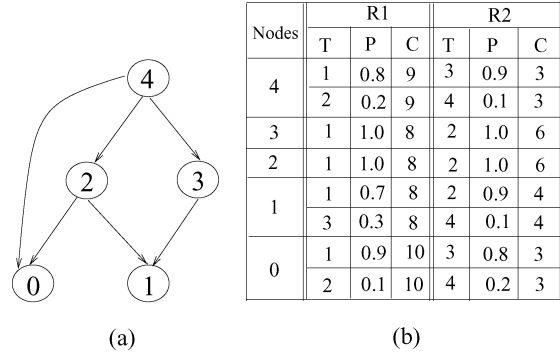 4
2
3
0
1
(a)
Nodes R1 R2
T P C T P C
4 1 0.8 9 3 0.9 3
2 0.2 9 4 0.1 3
3 1 1.0 8 2 1.0 6
2 1 1.0 8 2 1.0 6
1 1 0.7 8 2 0.9 4
3 0.3 8 4 0.1 4
0 1 0.9 10 3 0.8 3
2 0.1 10 4 0.2 3
(b)